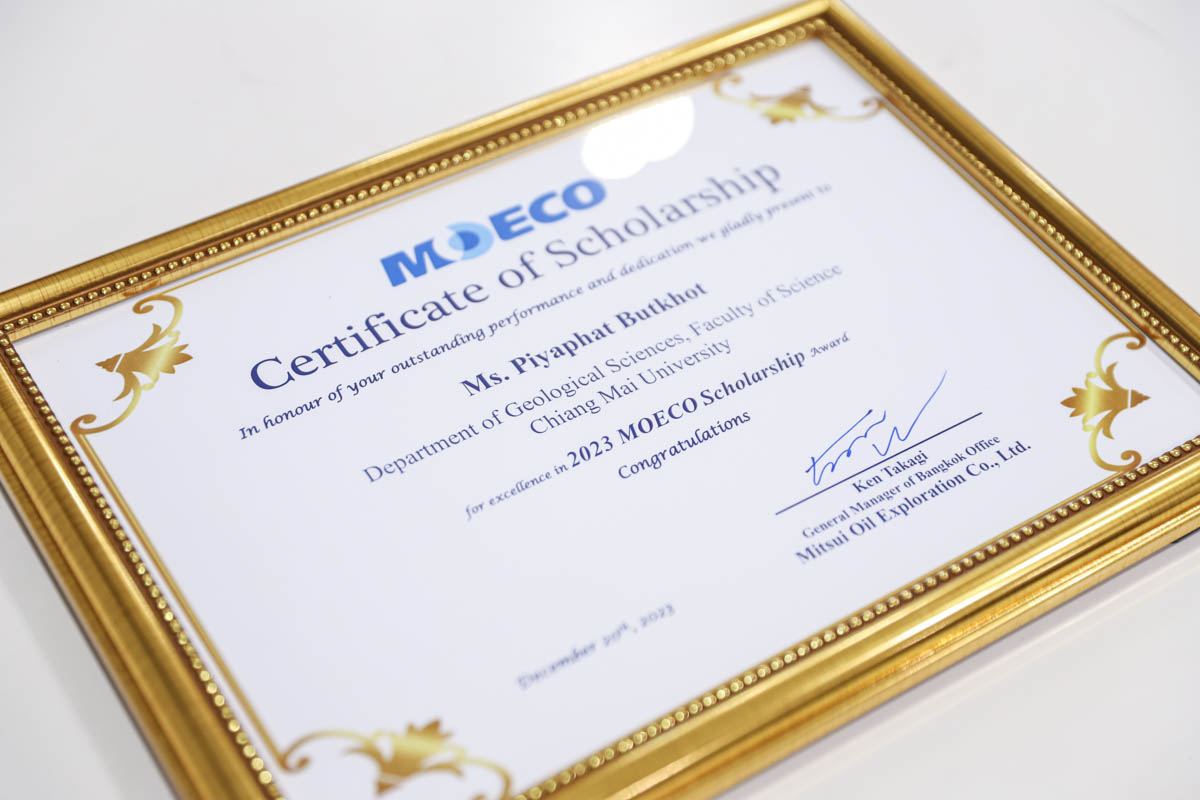 MOECO
Certificate of Scholarship
In honour of your outstanding performance and dedication we gladly present to
Ms. Piyaphat Butkhot
Department of Geological Sciences, Faculty of Science
Chiang Mai University
for excellence in 2023 MOECO Scholarship Award
Congratulations
Ken Takagi
General Manager of Bangkok Office
Mitsui Oil Exploration Co., Ltd.
December , 2023